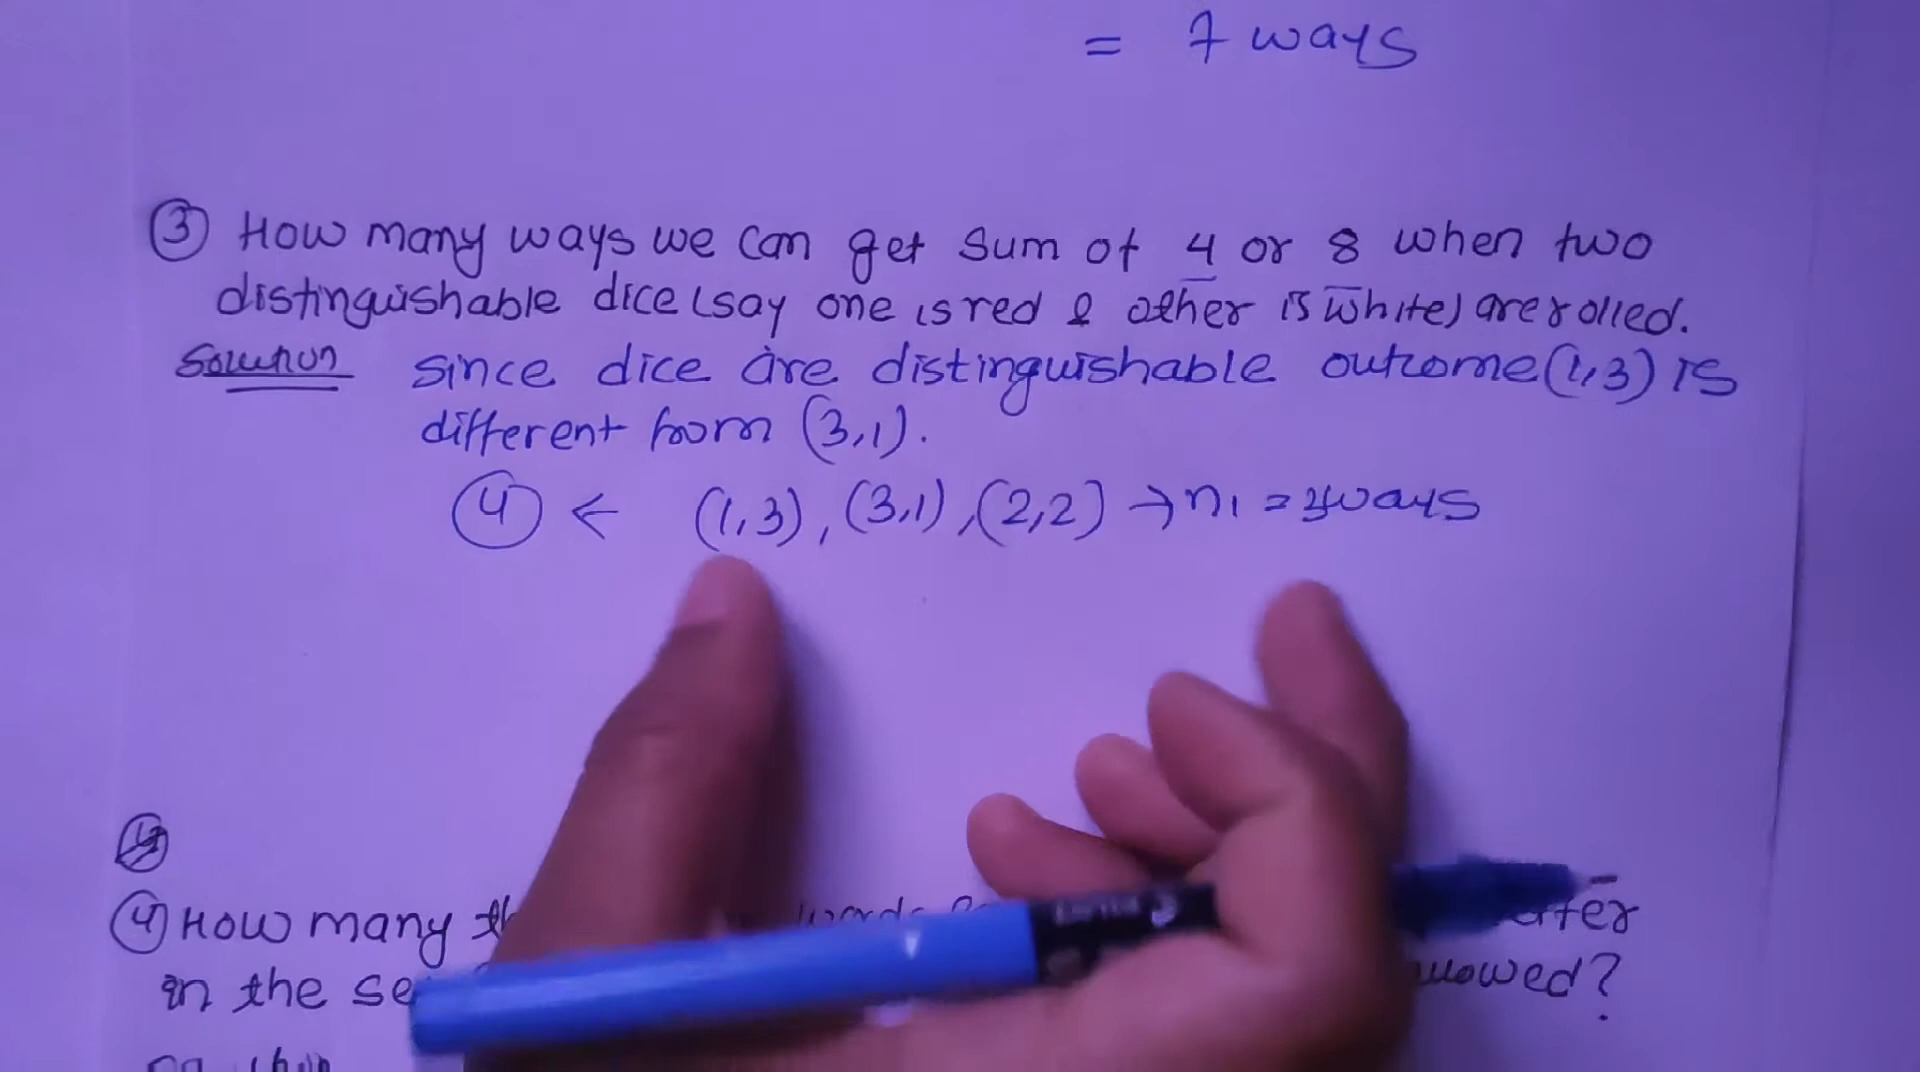 = 7 ways
③ How many ways we can get sum of 4 or 8 when two
distinguishable dice (say one is red & other is white) are rolled.
Solution since dice are distinguishable outcome (1,3) is
different from (3,1).
④ ← (1,3), (3,1), (2,2) → n1 = ways
④ How many
in the